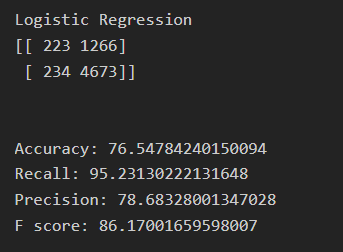 Logistic Regression
[[ 223 1266]
 [ 234 4673]]
Accuracy: 76.54784240150094
Recall: 95.23130222131648
Precision: 78.68328001347028
F score: 86.17001659598007